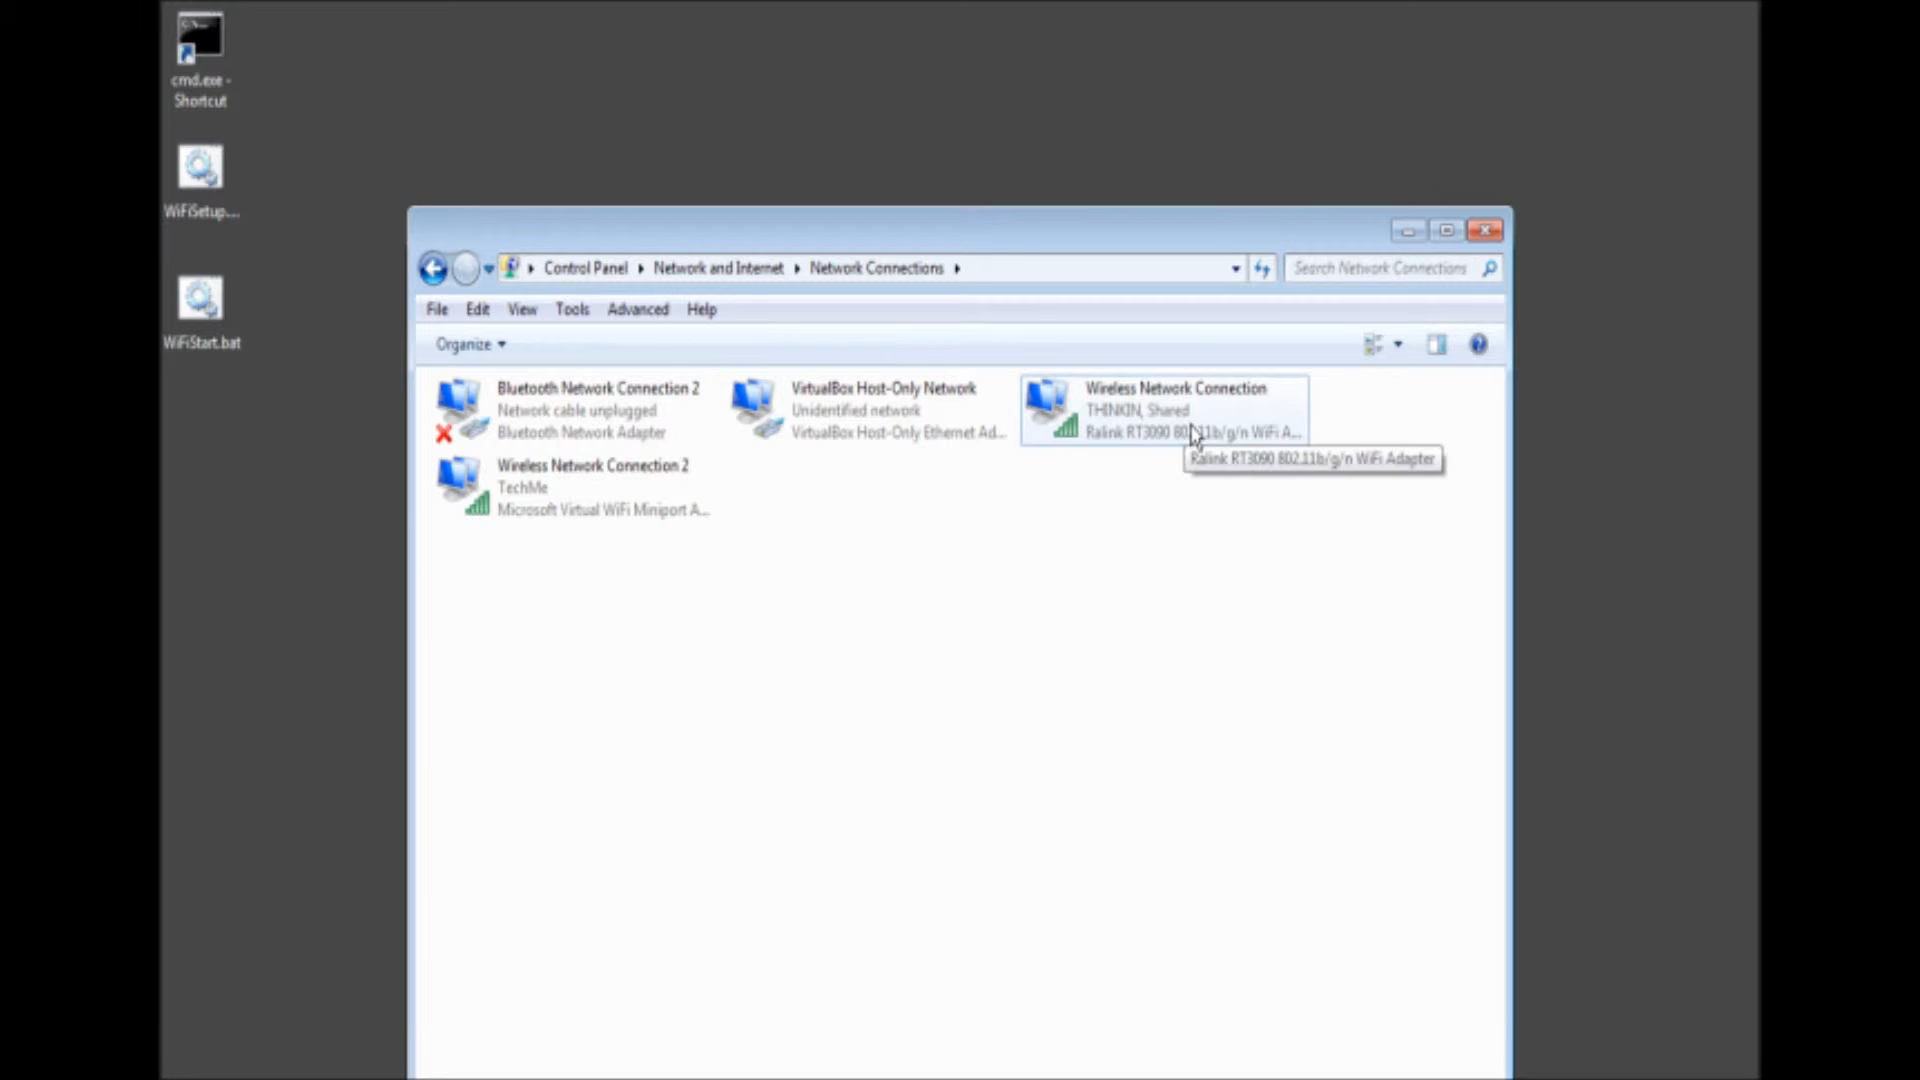 cmd.exe -
Shortcut
WiFiSetup....
WiFiStart.bat
Control Panel
Network and Internet
Network Connections
Search Network Connections
File Edit View Tools Advanced Help
Organize
Bluetooth Network Connection 2
Network cable unplugged
Bluetooth Network Adapter
VirtualBox Host-Only Network
Unidentified network
VirtualBox Host-Only Ethernet Ad...
Wireless Network Connection
THINKIN, Shared
Ralink RT3090 802.11b/g/n WiFi A...
Ralink RT3090 802.11b/g/n WiFi Adapter
Wireless Network Connection 2
TechMe
Microsoft Virtual WiFi Miniport A...